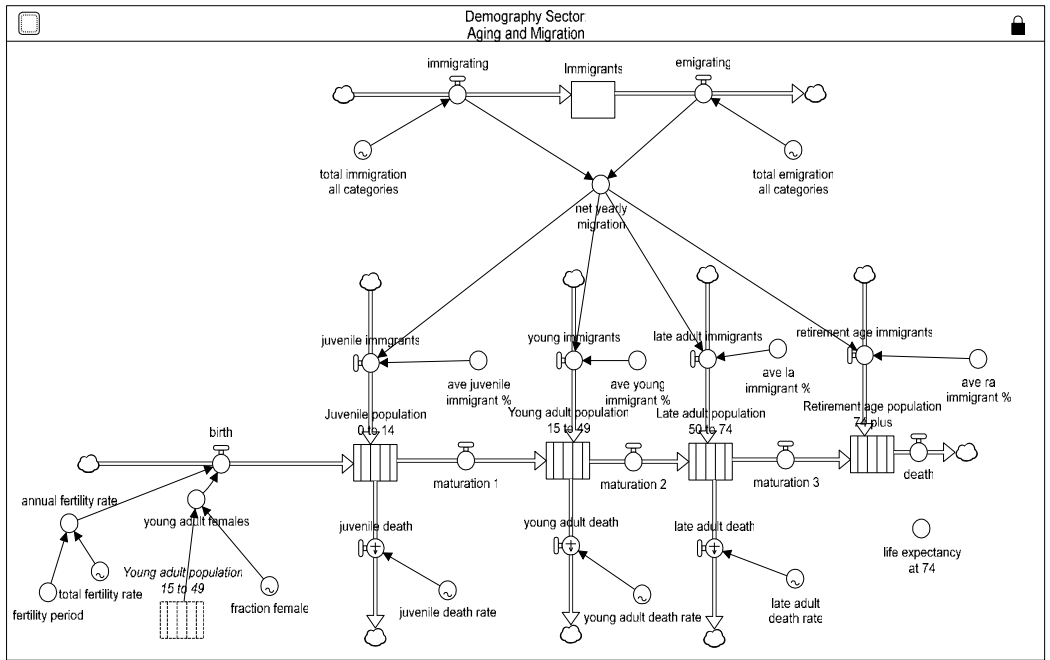 Demography Sector
Aging and Migration
immigrating
Immigrants
emigrating
total immigration
all categories
total emigration
all categories
net yearly
migration
juvenile immigrants
young immigrants
late adult immigrants
retirement age immigrants
ave juvenile
immigrant %
ave young
immigrant %
ave la
immigrant %
ave ra
immigrant %
Juvenile population
0 to 14
Young adult population
15 to 49
Late adult population
50 to 74
Retirement age population
74 plus
birth
maturation 1
maturation 2
maturation 3
death
annual fertility rate
young adult females
juvenile death
young adult death
late adult death
life expectancy
at 74
Young adult population
15 to 49
total fertility rate
fertility period
fraction female
juvenile death rate
young adult death rate
late adult
death rate